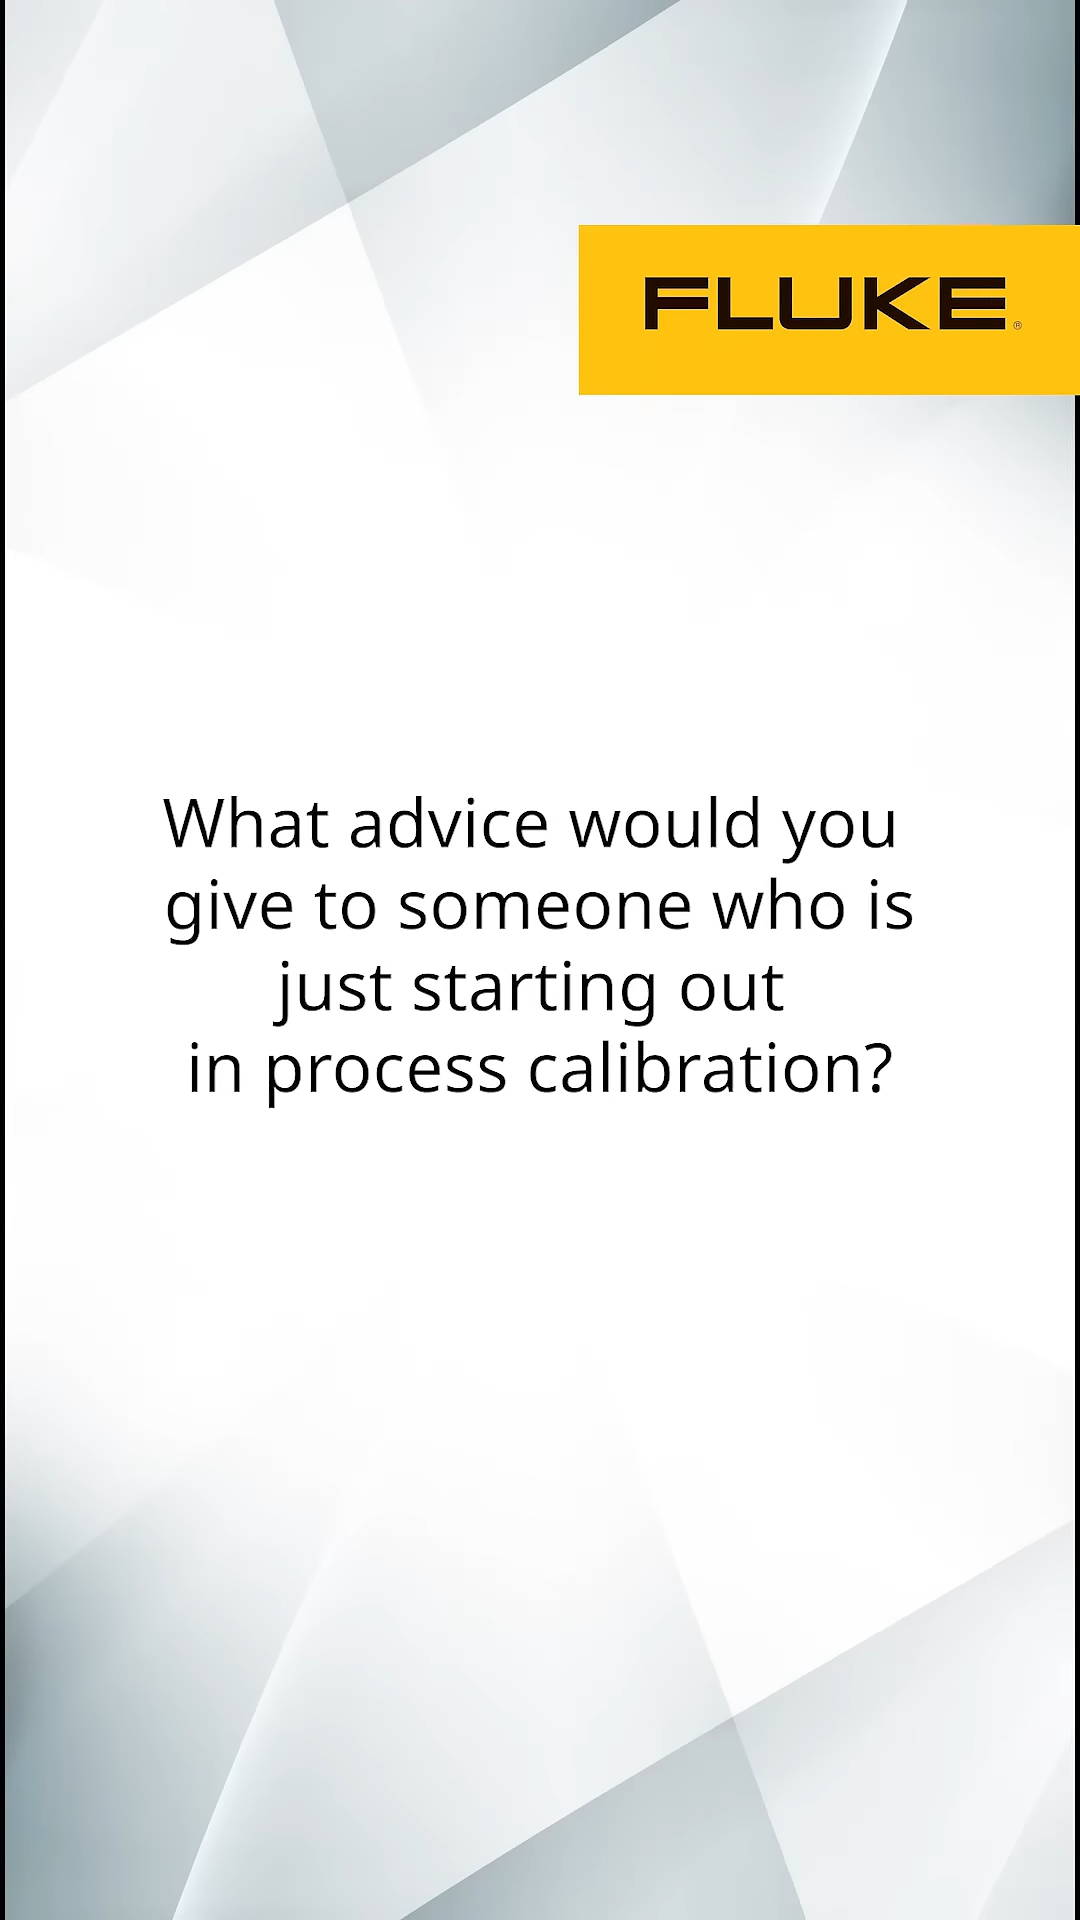 FLUKE®
What advice would you
give to someone who is
just starting out
in process calibration?